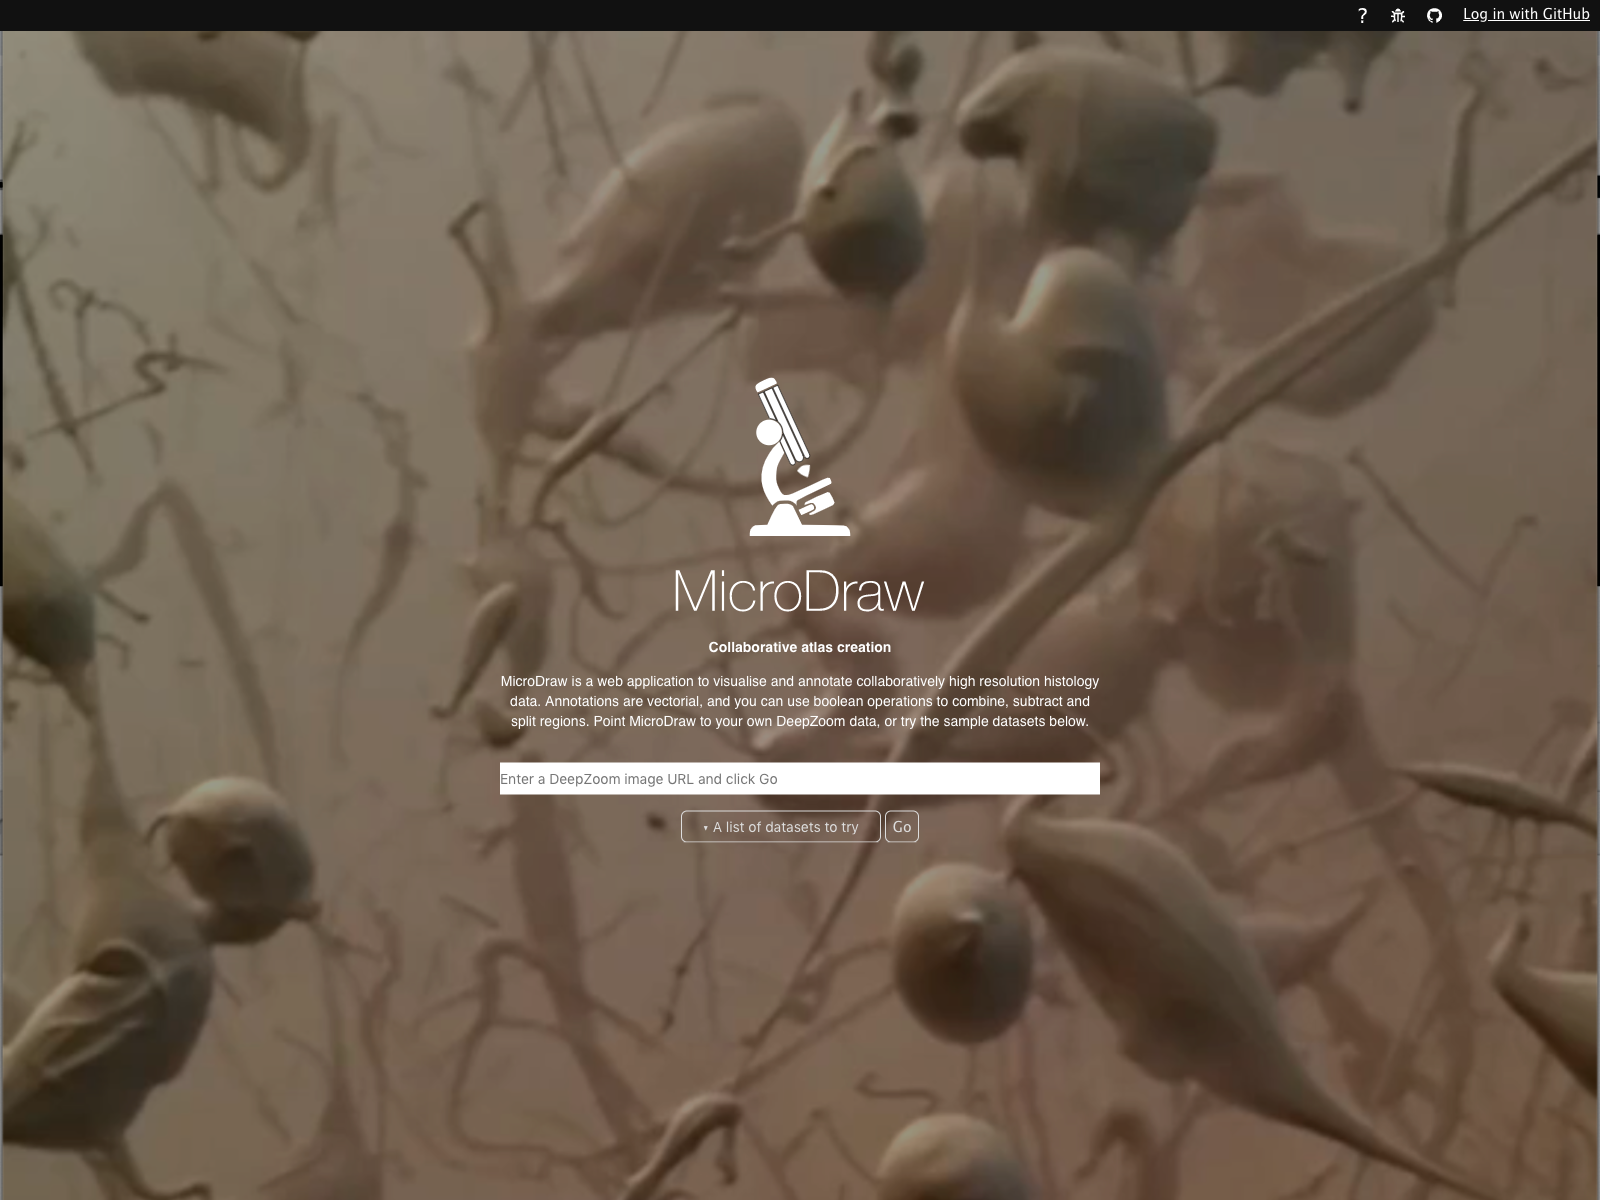 Log in with GitHub
MicroDraw
Collaborative atlas creation
MicroDraw is a web application to visualise and annotate collaboratively high resolution histology
data. Annotations are vectorial, and you can use boolean operations to combine, subtract and
split regions. Point MicroDraw to your own DeepZoom data, or try the sample datasets below.
Enter a DeepZoom image URL and click Go
▾ A list of datasets to try
Go